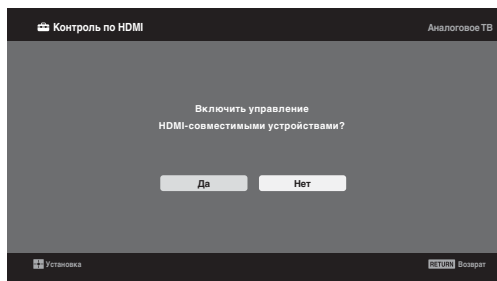 Контроль по HDMI
Аналоговое ТВ
Включить управление
HDMI-совместимыми устройствами?
Да
Нет
Установка
RETURN Возврат